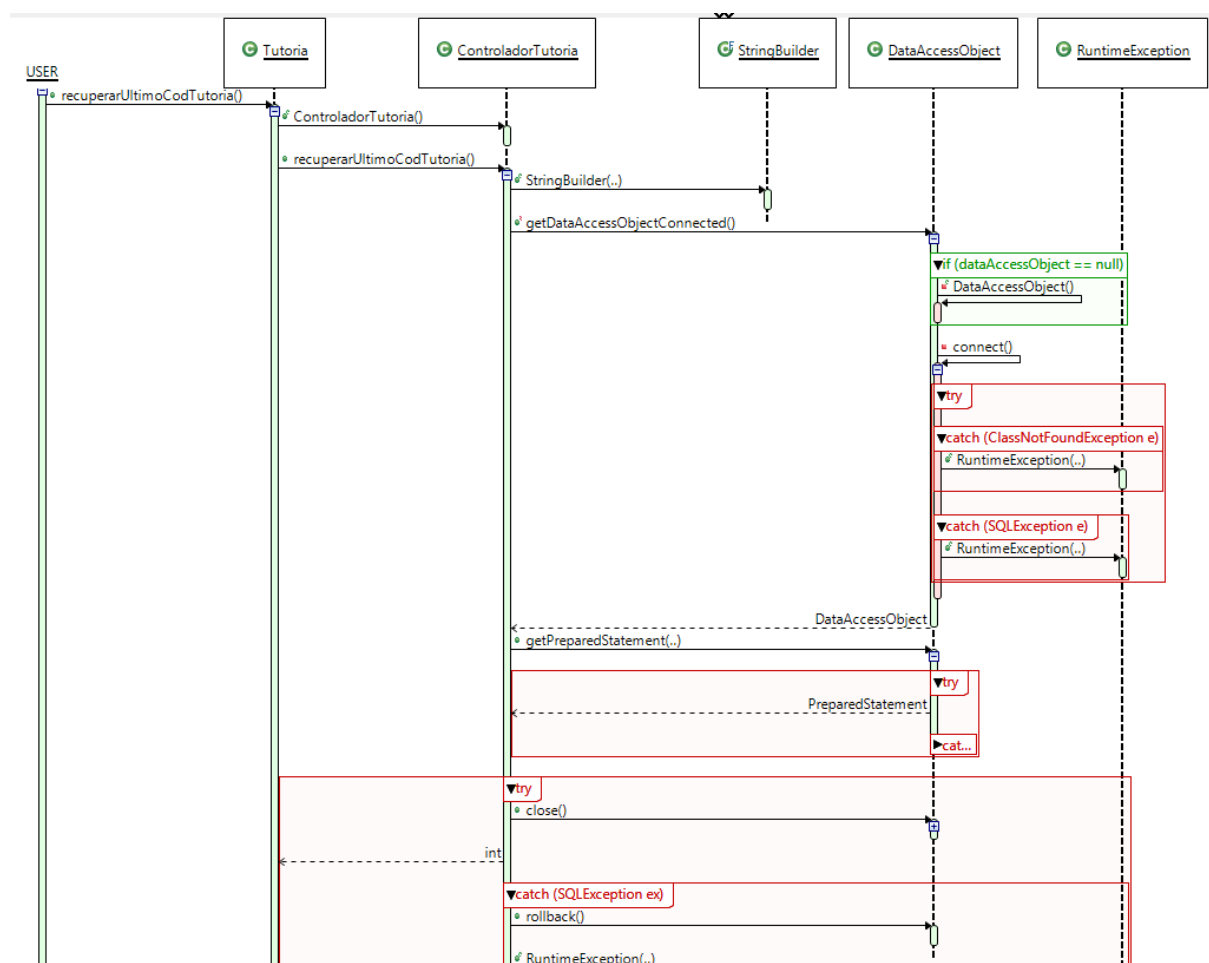 Tutoria
ControladorTutoria
StringBuilder
DataAccessObject
RuntimeException
USER
recuperarUltimoCodTutoria()
ControladorTutoria()
recuperarUltimoCodTutoria()
StringBuilder(..)
getDataAccessObjectConnected()
if (dataAccessObject == null)
DataAccessObject()
connect()
try
catch (ClassNotFoundException e)
RuntimeException(..)
catch (SQLException e)
RuntimeException(..)
DataAccessObject
getPreparedStatement(..)
try
PreparedStatement
cat...
try
close()
int
catch (SQLException ex)
rollback()
RuntimeException(..)